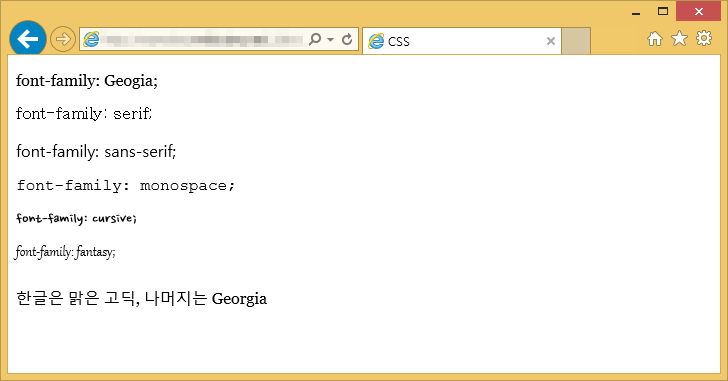 CSS
font-family: Geogia;
font-family: serif;
font-family: sans-serif;
font-family: monospace;
font-family: cursive;
font-family: fantasy;
한글은 맑은 고딕, 나머지는 Georgia